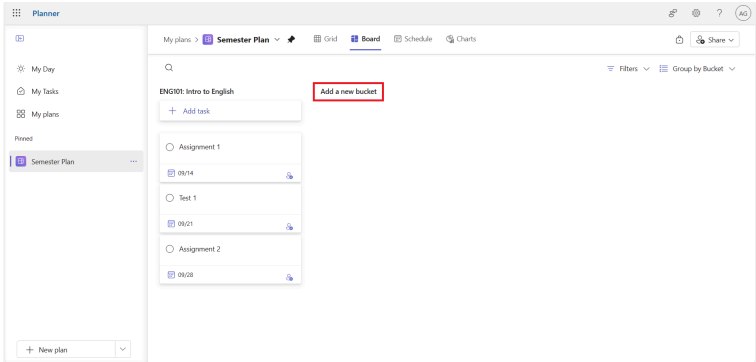 Planner
? AG
My plans > Semester Plan Grid Board Schedule Charts Share
My Day
My Tasks
My plans
Pinned
Semester Plan ...
Filters Group by Bucket
ENG101: Intro to English Add a new bucket
+ Add task
Assignment 1
09/14
Test 1
09/21
Assignment 2
09/28
+ New plan